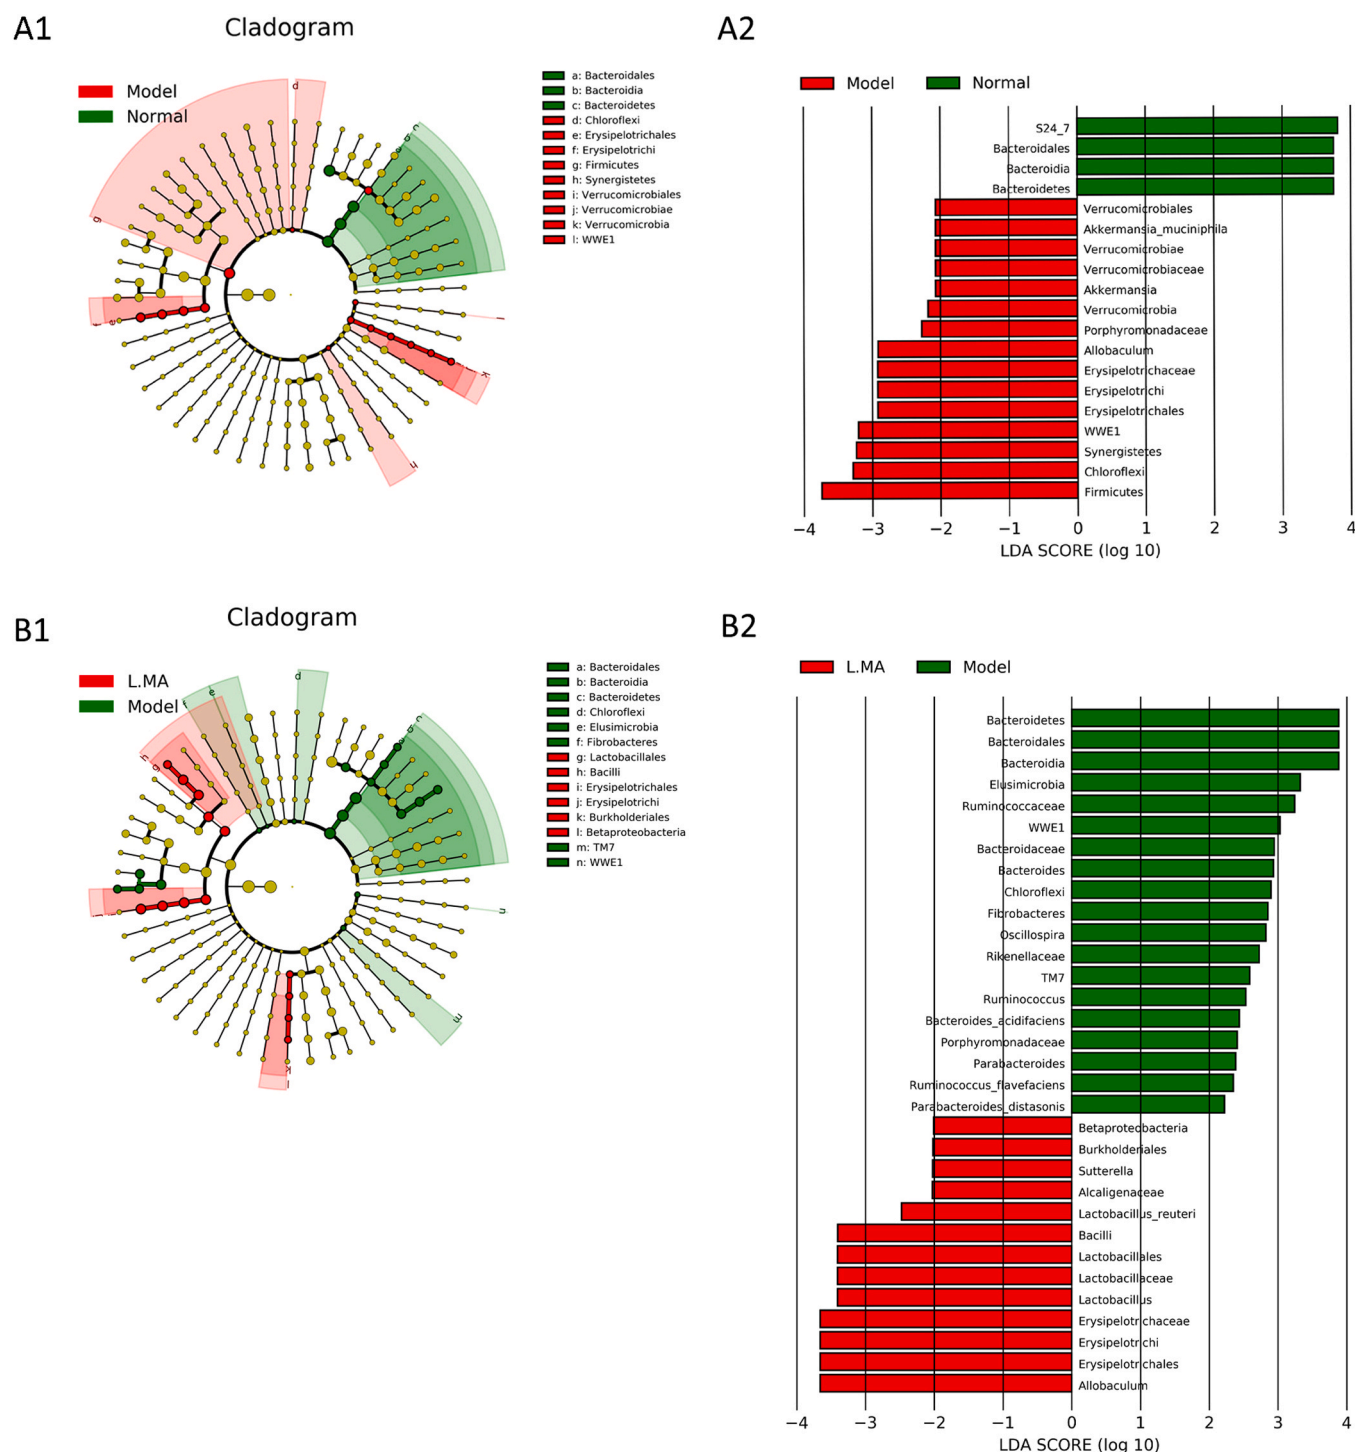 A1
Cladogram
Model
Normal
d
c
b
a
g
e
f
l
k
h
a: Bacteroidales
b: Bacteroidia
c: Bacteroidetes
d: Chloroflexi
e: Erysipelotrichales
f: Erysipelotrichi
g: Firmicutes
h: Synergistetes
i: Verrucomicrobiales
j: Verrucomicrobiae
k: Verrucomicrobia
l: WWE1
A2
Model Normal
S24_7
Bacteroidales
Bacteroidia
Bacteroidetes
Verrucomicrobiales
Akkermansia_muciniphila
Verrucomicrobiae
Verrucomicrobiaceae
Akkermansia
Verrucomicrobia
Porphyromonadaceae
Allobaculum
Erysipelotrichaceae
Erysipelotrichi
Erysipelotrichales
WWE1
Synergistetes
Chloroflexi
Firmicutes
−4 −3 −2 −1 0 1 2 3 4
LDA SCORE (log 10)
B1
Cladogram
L.MA
Model
d
e
f
c
b
a
h
g
n
m
k
l
a: Bacteroidales
b: Bacteroidia
c: Bacteroidetes
d: Chloroflexi
e: Elusimicrobia
f: Fibrobacteres
g: Lactobacillales
h: Bacilli
i: Erysipelotrichales
j: Erysipelotrichi
k: Burkholderiales
l: Betaproteobacteria
m: TM7
n: WWE1
B2
L.MA Model
Bacteroidetes
Bacteroidales
Bacteroidia
Elusimicrobia
Ruminococcaceae
WWE1
Bacteroidaceae
Bacteroides
Chloroflexi
Fibrobacteres
Oscillospira
Rikenellaceae
TM7
Ruminococcus
Bacteroides_acidifaciens
Porphyromonadaceae
Parabacteroides
Ruminococcus_flavefaciens
Parabacteroides_distasonis
Betaproteobacteria
Burkholderiales
Sutterella
Alcaligenaceae
Lactobacillus_reuteri
Bacilli
Lactobacillales
Lactobacillaceae
Lactobacillus
Erysipelotrichaceae
Erysipelotrichi
Erysipelotrichales
Allobaculum
−4 −3 −2 −1 0 1 2 3 4
LDA SCORE (log 10)